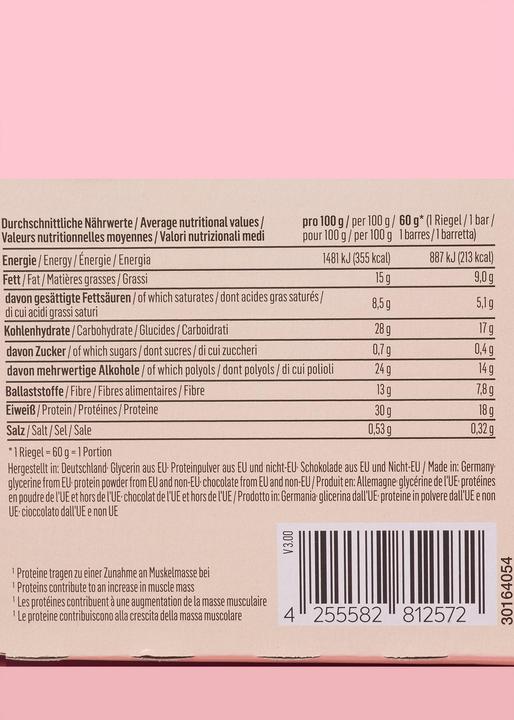 Durchschnittliche Nährwerte / Average nutritional values / pro 100 g / per 100 g / 60 g* (1 Riegel / 1 bar /
Valeurs nutritionnelles moyennes / Valori nutrizionali medi pour 100 g / per 100 g 1 barres / 1 barretta)
Energie / Energy / Énergie / Energia 1481 kJ (355 kcal) 887 kJ (213 kcal)
Fett / Fat / Matières grasses / Grassi 15 g 9,0 g
davon gesättigte Fettsäuren / of which saturates / dont acides gras saturés /
di cui acidi grassi saturi 8,5 g 5,1 g
Kohlenhydrate / Carbohydrate / Glucides / Carboidrati 28 g 17 g
davon Zucker / of which sugars / dont sucres / di cui zuccheri 0,7 g 0,4 g
davon mehrwertige Alkohole / of which polyols / dont polyols / di cui polioli 24 g 14 g
Ballaststoffe / Fibre / Fibres alimentaires / Fibre 13 g 7,8 g
Eiweiß / Protein / Protéines / Proteine 30 g 18 g
Salz / Salt / Sel / Sale 0,53 g 0,32 g
*1 Riegel = 60 g = 1 Portion
Hergestellt in: Deutschland· Glycerin aus EU· Proteinpulver aus EU und nicht-EU· Schokolade aus EU und Nicht-EU / Made in: Germany·
glycerine from EU· protein powder from EU and non-EU· chocolate from EU and non-EU / Produit en: Allemagne· glycérine de l'UE· protéines
en poudre de l'UE et hors de l'UE· chocolat de l'UE et hors de l'UE / Prodotto in: Germania· glicerina dall'UE· proteine in polvere dall'UE e non
UE· cioccolato dall'UE e non UE
V 3.00
¹ Proteine tragen zu einer Zunahme an Muskelmasse bei
¹ Proteins contribute to an increase in muscle mass
¹ Les protéines contribuent à une augmentation de la masse musculaire
¹ Le proteine contribuiscono alla crescita della massa muscolare
4 255582 812572
30164054